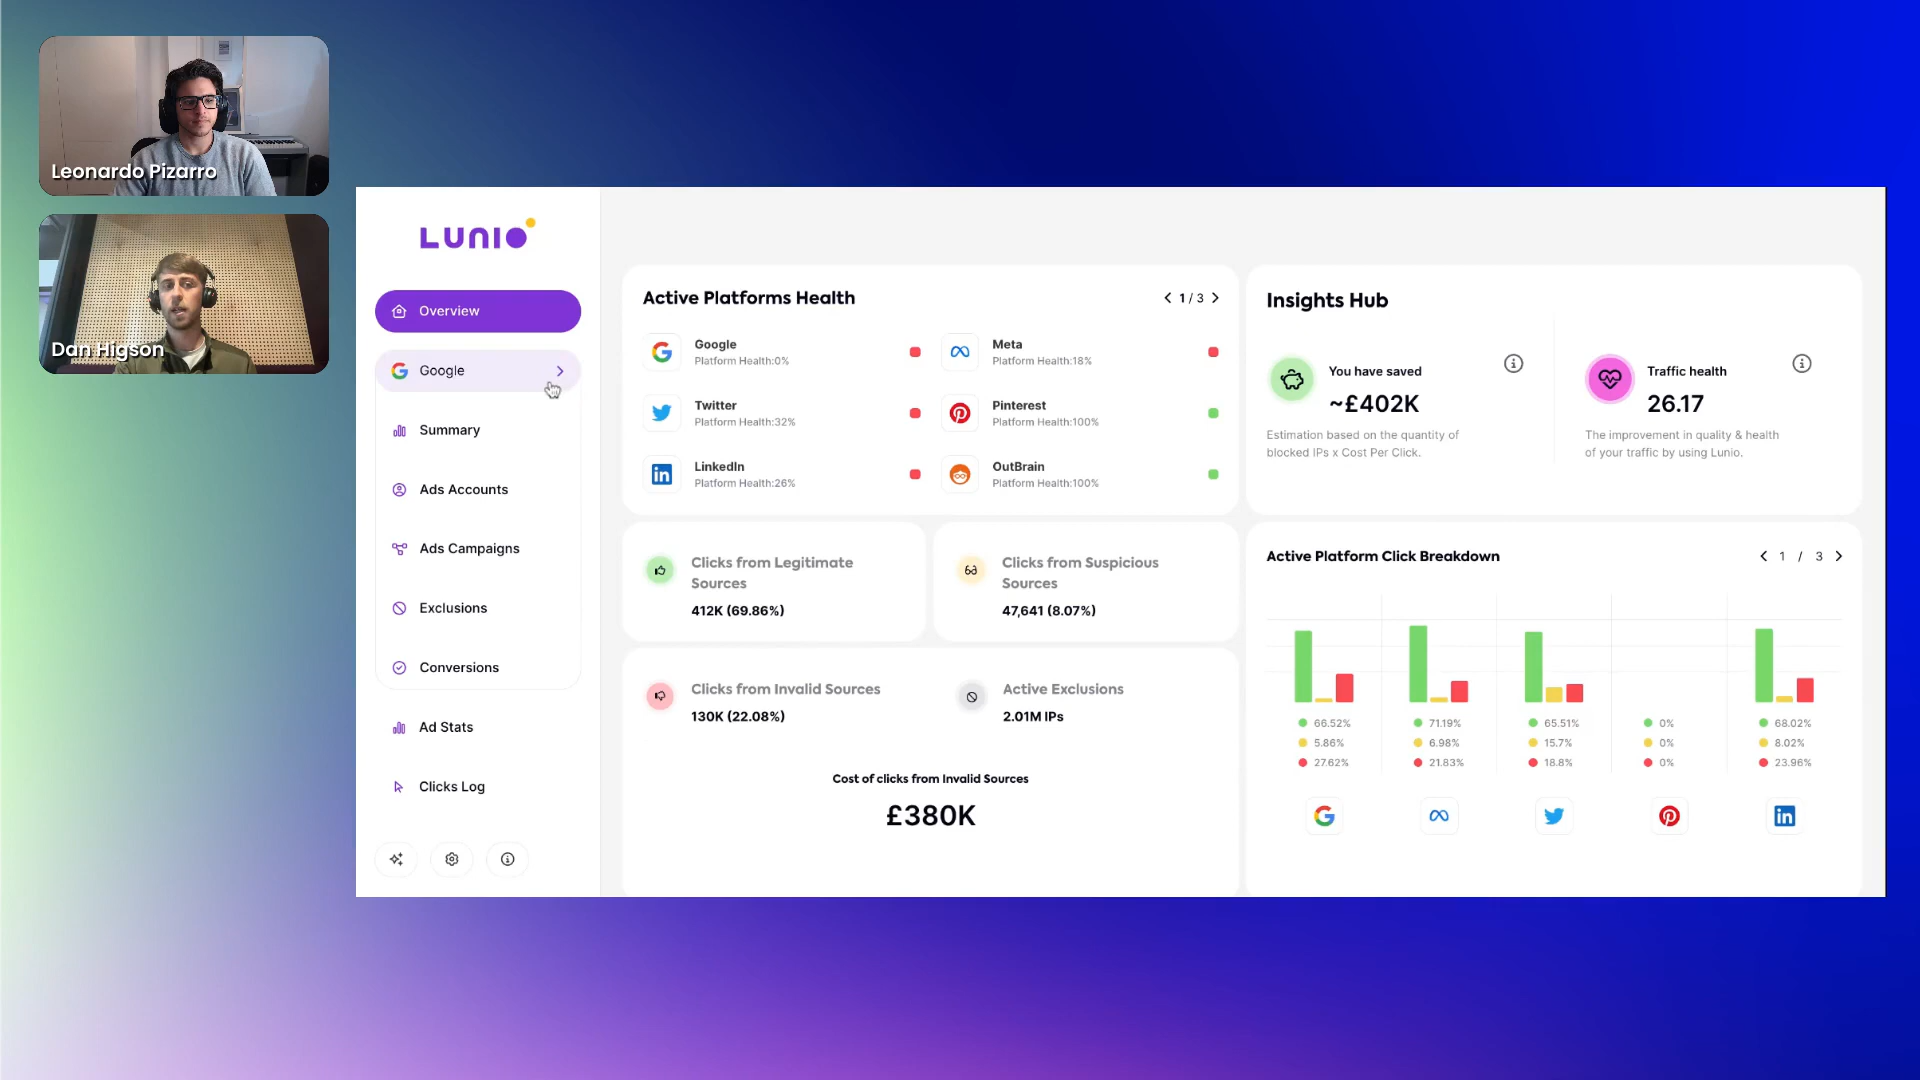 Leonardo Pizarro
Dan Higson
LUNIO
Overview
Google
Summary
Ads Accounts
Ads Campaigns
Exclusions
Conversions
Ad Stats
Clicks Log
Active Platforms Health
1 / 3
Google
Platform Health:0%
Meta
Platform Health:18%
Twitter
Platform Health:32%
Pinterest
Platform Health:100%
LinkedIn
Platform Health:26%
OutBrain
Platform Health:100%
Insights Hub
You have saved
~£402K
Estimation based on the quantity of
blocked IPs x Cost Per Click.
Traffic health
26.17
The improvement in quality & health
of your traffic by using Lunio.
Clicks from Legitimate
Sources
412K (69.86%)
Clicks from Suspicious
Sources
47,641 (8.07%)
Clicks from Invalid Sources
130K (22.08%)
Active Exclusions
2.01M IPs
Cost of clicks from Invalid Sources
£380K
Active Platform Click Breakdown
1 / 3
66.52% 71.19% 65.51% 0% 68.02%
5.86% 6.98% 15.7% 0% 8.02%
27.62% 21.83% 18.8% 0% 23.96%